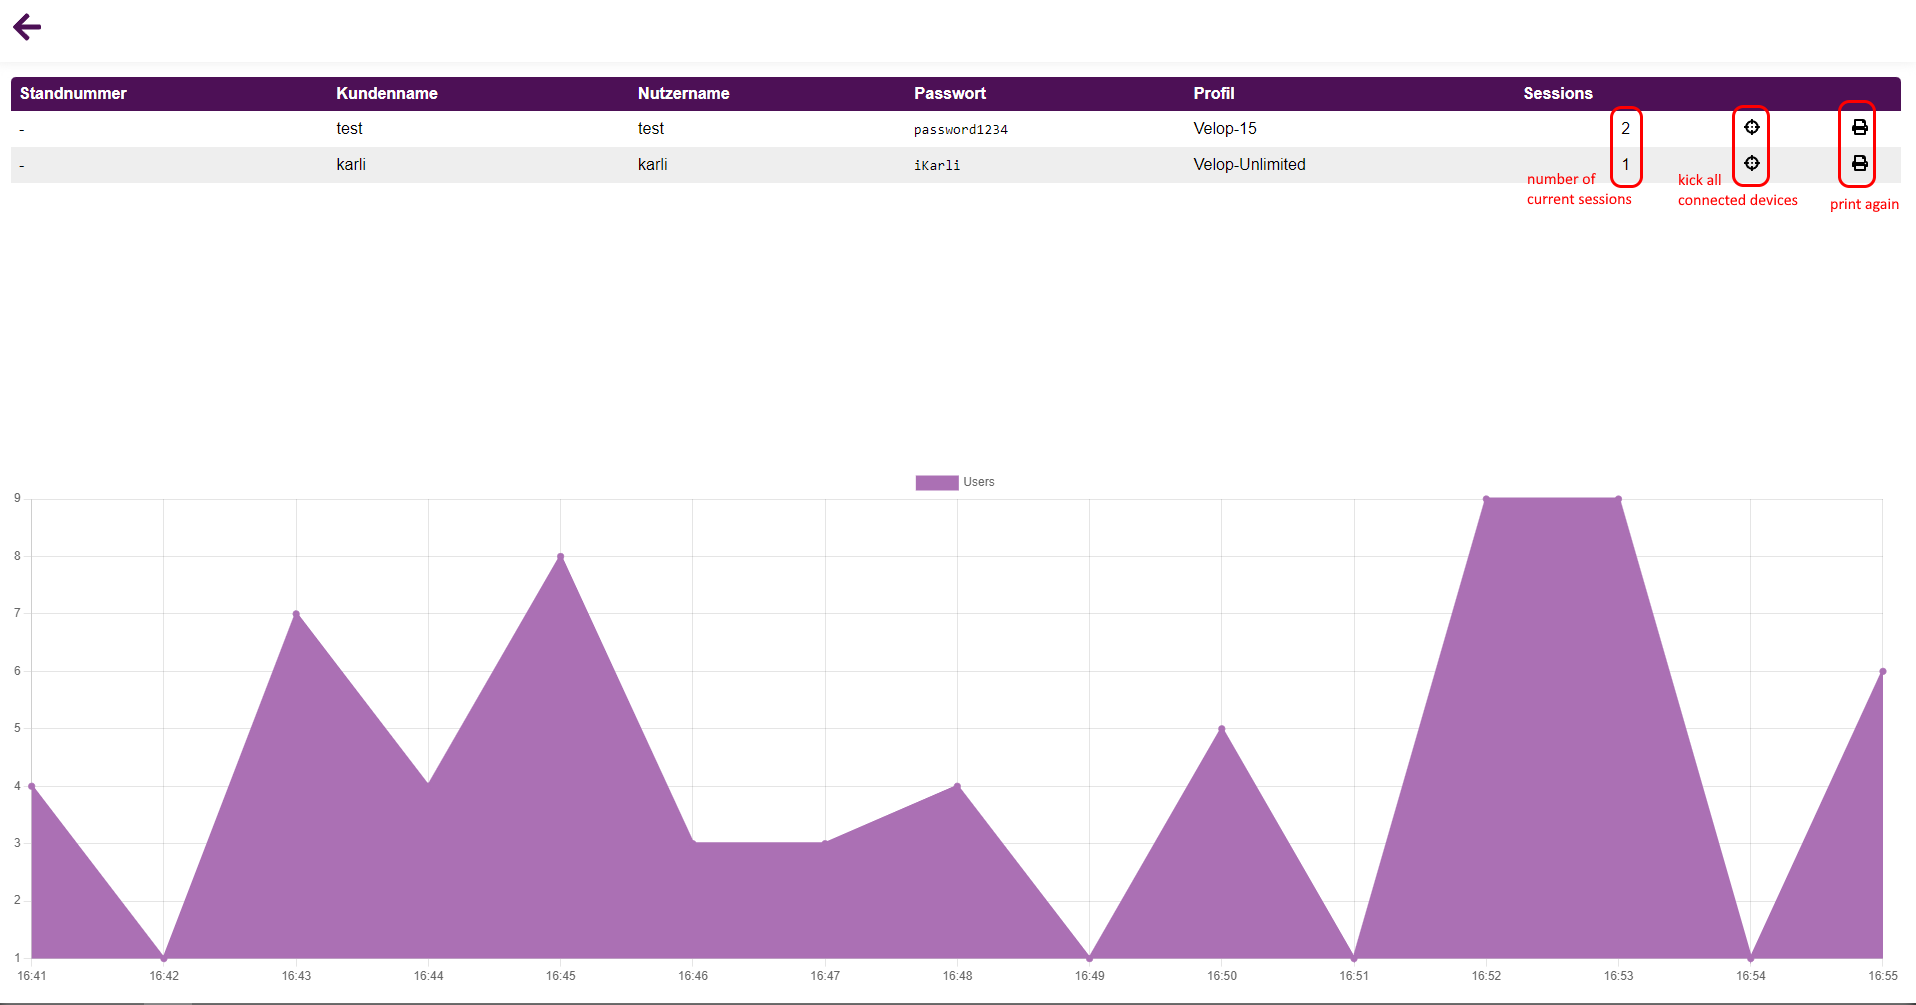 Standnummer Kundenname Nutzername Passwort Profil Sessions
- test test password1234 Velop-15 2
- karli karli iKarli Velop-Unlimited 1
number of
current sessions
kick all
connected devices
print again
Users
9
8
7
6
5
4
3
2
1
16:41 16:42 16:43 16:44 16:45 16:46 16:47 16:48 16:49 16:50 16:51 16:52 16:53 16:54 16:55